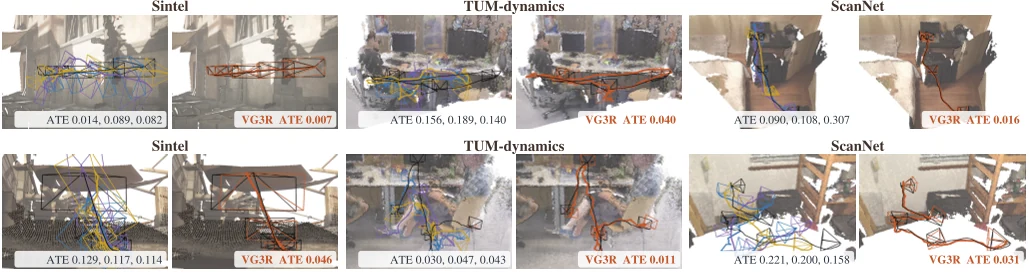 Sintel
TUM-dynamics
ScanNet
ATE 0.014, 0.089, 0.082
VG3R ATE 0.007
ATE 0.156, 0.189, 0.140
VG3R ATE 0.040
ATE 0.090, 0.108, 0.307
VG3R ATE 0.016
Sintel
TUM-dynamics
ScanNet
ATE 0.129, 0.117, 0.114
VG3R ATE 0.046
ATE 0.030, 0.047, 0.043
VG3R ATE 0.011
ATE 0.221, 0.200, 0.158
VG3R ATE 0.031